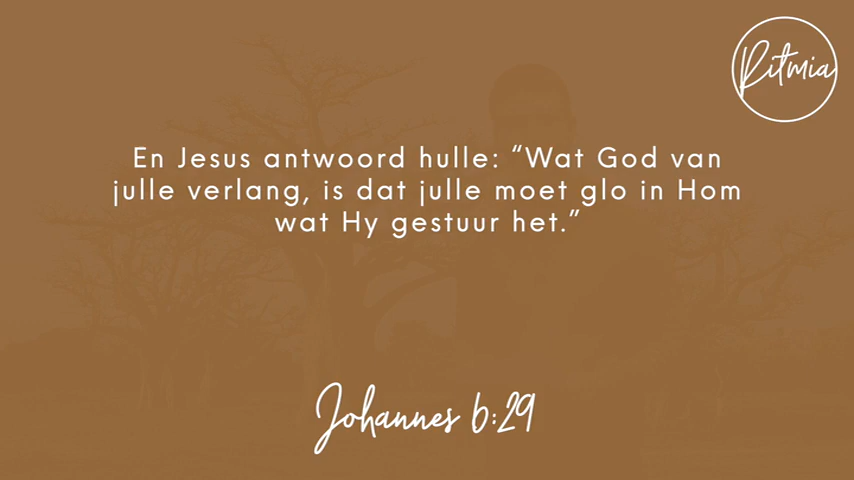 Ritmia
En Jesus antwoord hulle: “Wat God van
julle verlang, is dat julle moet glo in Hom
wat Hy gestuur het.”
Johannes 6:29